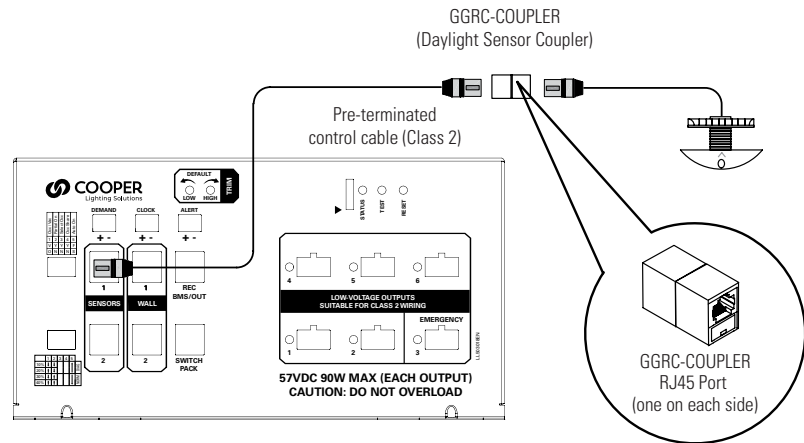 GGRC-COUPLER
(Daylight Sensor Coupler)
Pre-terminated
control cable (Class 2)
COOPER
Lighting Solutions
DEFAULT
LOW HIGH
TRIM
STATUS
TEST
RESET
DEMAND CLOCK ALERT
+ - + - + -
1 1 REC
BMS/OUT
SENSORS WALL
2 2 SWITCH
PACK
4 5 6
LOW-VOLTAGE OUTPUTS
SUITABLE FOR CLASS 2 WIRING
EMERGENCY
1 2 3
57VDC 90W MAX (EACH OUTPUT)
CAUTION: DO NOT OVERLOAD
GGRC-COUPLER
RJ45 Port
(one on each side)